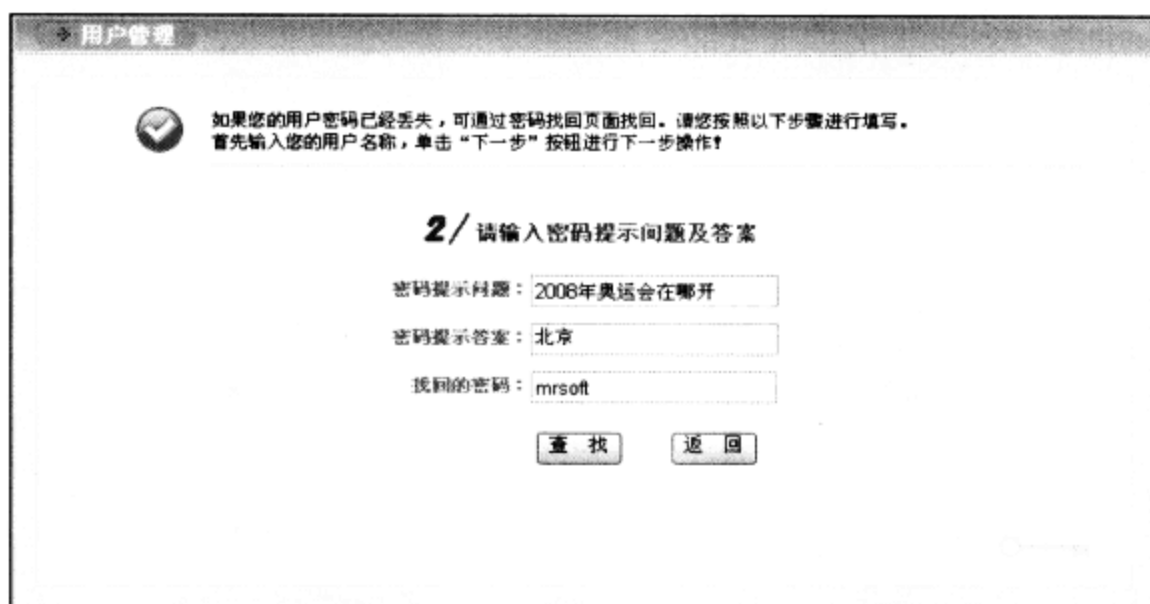 用户管理
如果您的用户密码已经丢失，可通过密码找回页面找回。请您按照以下步骤进行填写。
首先输入您的用户名称，单击“下一步”按钮进行下一步操作！
2/请输入密码提示问题及答案
密码提示问题：2008年奥运会在哪开
密码提示答案：北京
找回的密码：mrsoft
查 找 返 回